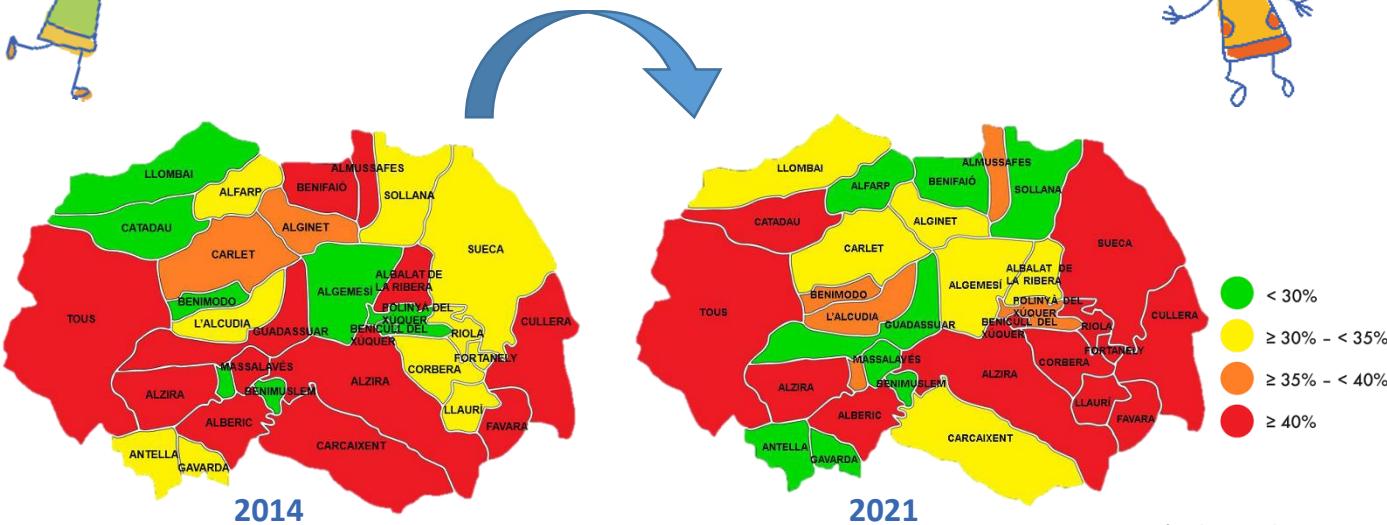 LLOMBAI
ALFARP
BENIFAIÓ
ALMUSSAFES
SOLLANA
CATADAU
ALGINET
CARLET
SUECA
ALGEMESÍ
ALBALAT DE
LA RIBERA
BENIMODO
POLINYÀ DEL
XÚQUER
TOUS
L'ALCUDIA
GUADASSUAR
BENICULL DEL
XÚQUER
RIOLA
CULLERA
FORTANELY
MASSALAVÉS
CORBERA
ALZIRA
BENIMUSLEM
ALZIRA
LLAURÍ
ALBERIC
FAVARA
CARCAIXENT
ANTELLA
GAVARDA
2014
LLOMBAI
ALFARP
BENIFAIÓ
ALMUSSAFES
SOLLANA
CATADAU
ALGINET
CARLET
SUECA
ALGEMESÍ
ALBALAT DE
LA RIBERA
BENIMODO
POLINYÀ DEL
XÚQUER
TOUS
L'ALCUDIA
GUADASSUAR
BENICULL DEL
XÚQUER
RIOLA
CULLERA
FORTANELY
MASSALAVÉS
CORBERA
ALZIRA
BENIMUSLEM
ALZIRA
LLAURÍ
ALBERIC
FAVARA
CARCAIXENT
ANTELLA
GAVARDA
2021
< 30%
≥ 30% – < 35%
≥ 35% – < 40%
≥ 40%